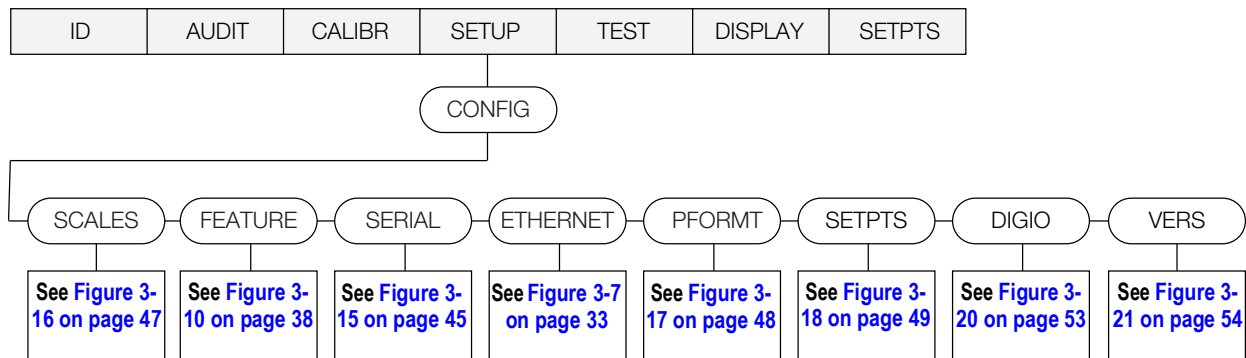 ID AUDIT CALIBR SETUP TEST DISPLAY SETPTS
CONFIG
SCALES FEATURE SERIAL ETHERNET PFORMT SETPTS DIGIO VERS
See Figure 3-
16 on page 47
See Figure 3-
10 on page 38
See Figure 3-
15 on page 45
See Figure 3-7
on page 33
See Figure 3-
17 on page 48
See Figure 3-
18 on page 49
See Figure 3-
20 on page 53
See Figure 3-
21 on page 54